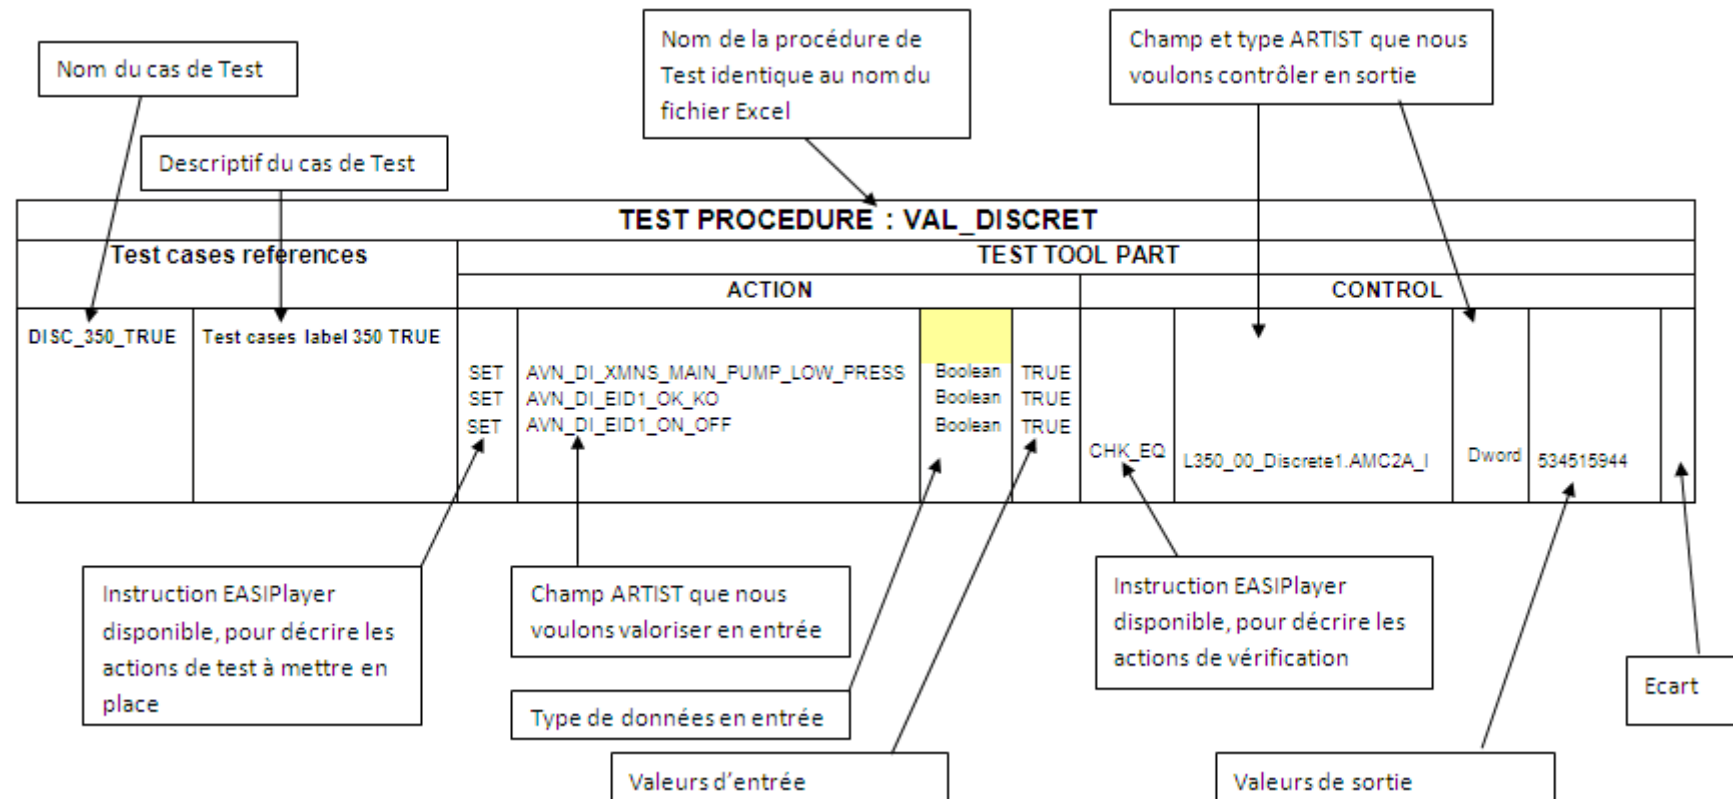 Nom du cas de Test
Nom de la procédure de
Test identique au nom du
fichier Excel
Champ et type ARTIST que nous
voulons contrôler en sortie
Descriptif du cas de Test
TEST PROCEDURE : VAL_DISCRET
Test cases references
TEST TOOL PART
ACTION
CONTROL
DISC_350_TRUE
Test cases label 350 TRUE
SET AVN_DI_XMNS_MAIN_PUMP_LOW_PRESS Boolean TRUE
SET AVN_DI_EID1_OK_KO Boolean TRUE
SET AVN_DI_EID1_ON_OFF Boolean TRUE
CHK_EQ L350_00_Discrete1.AMC2A_I Dword 534515944
Instruction EASIPlayer
disponible, pour décrire les
actions de test à mettre en
place
Champ ARTIST que nous
voulons valoriser en entrée
Instruction EASIPlayer
disponible, pour décrire les
actions de vérification
Ecart
Type de données en entrée
Valeurs d'entrée
Valeurs de sortie